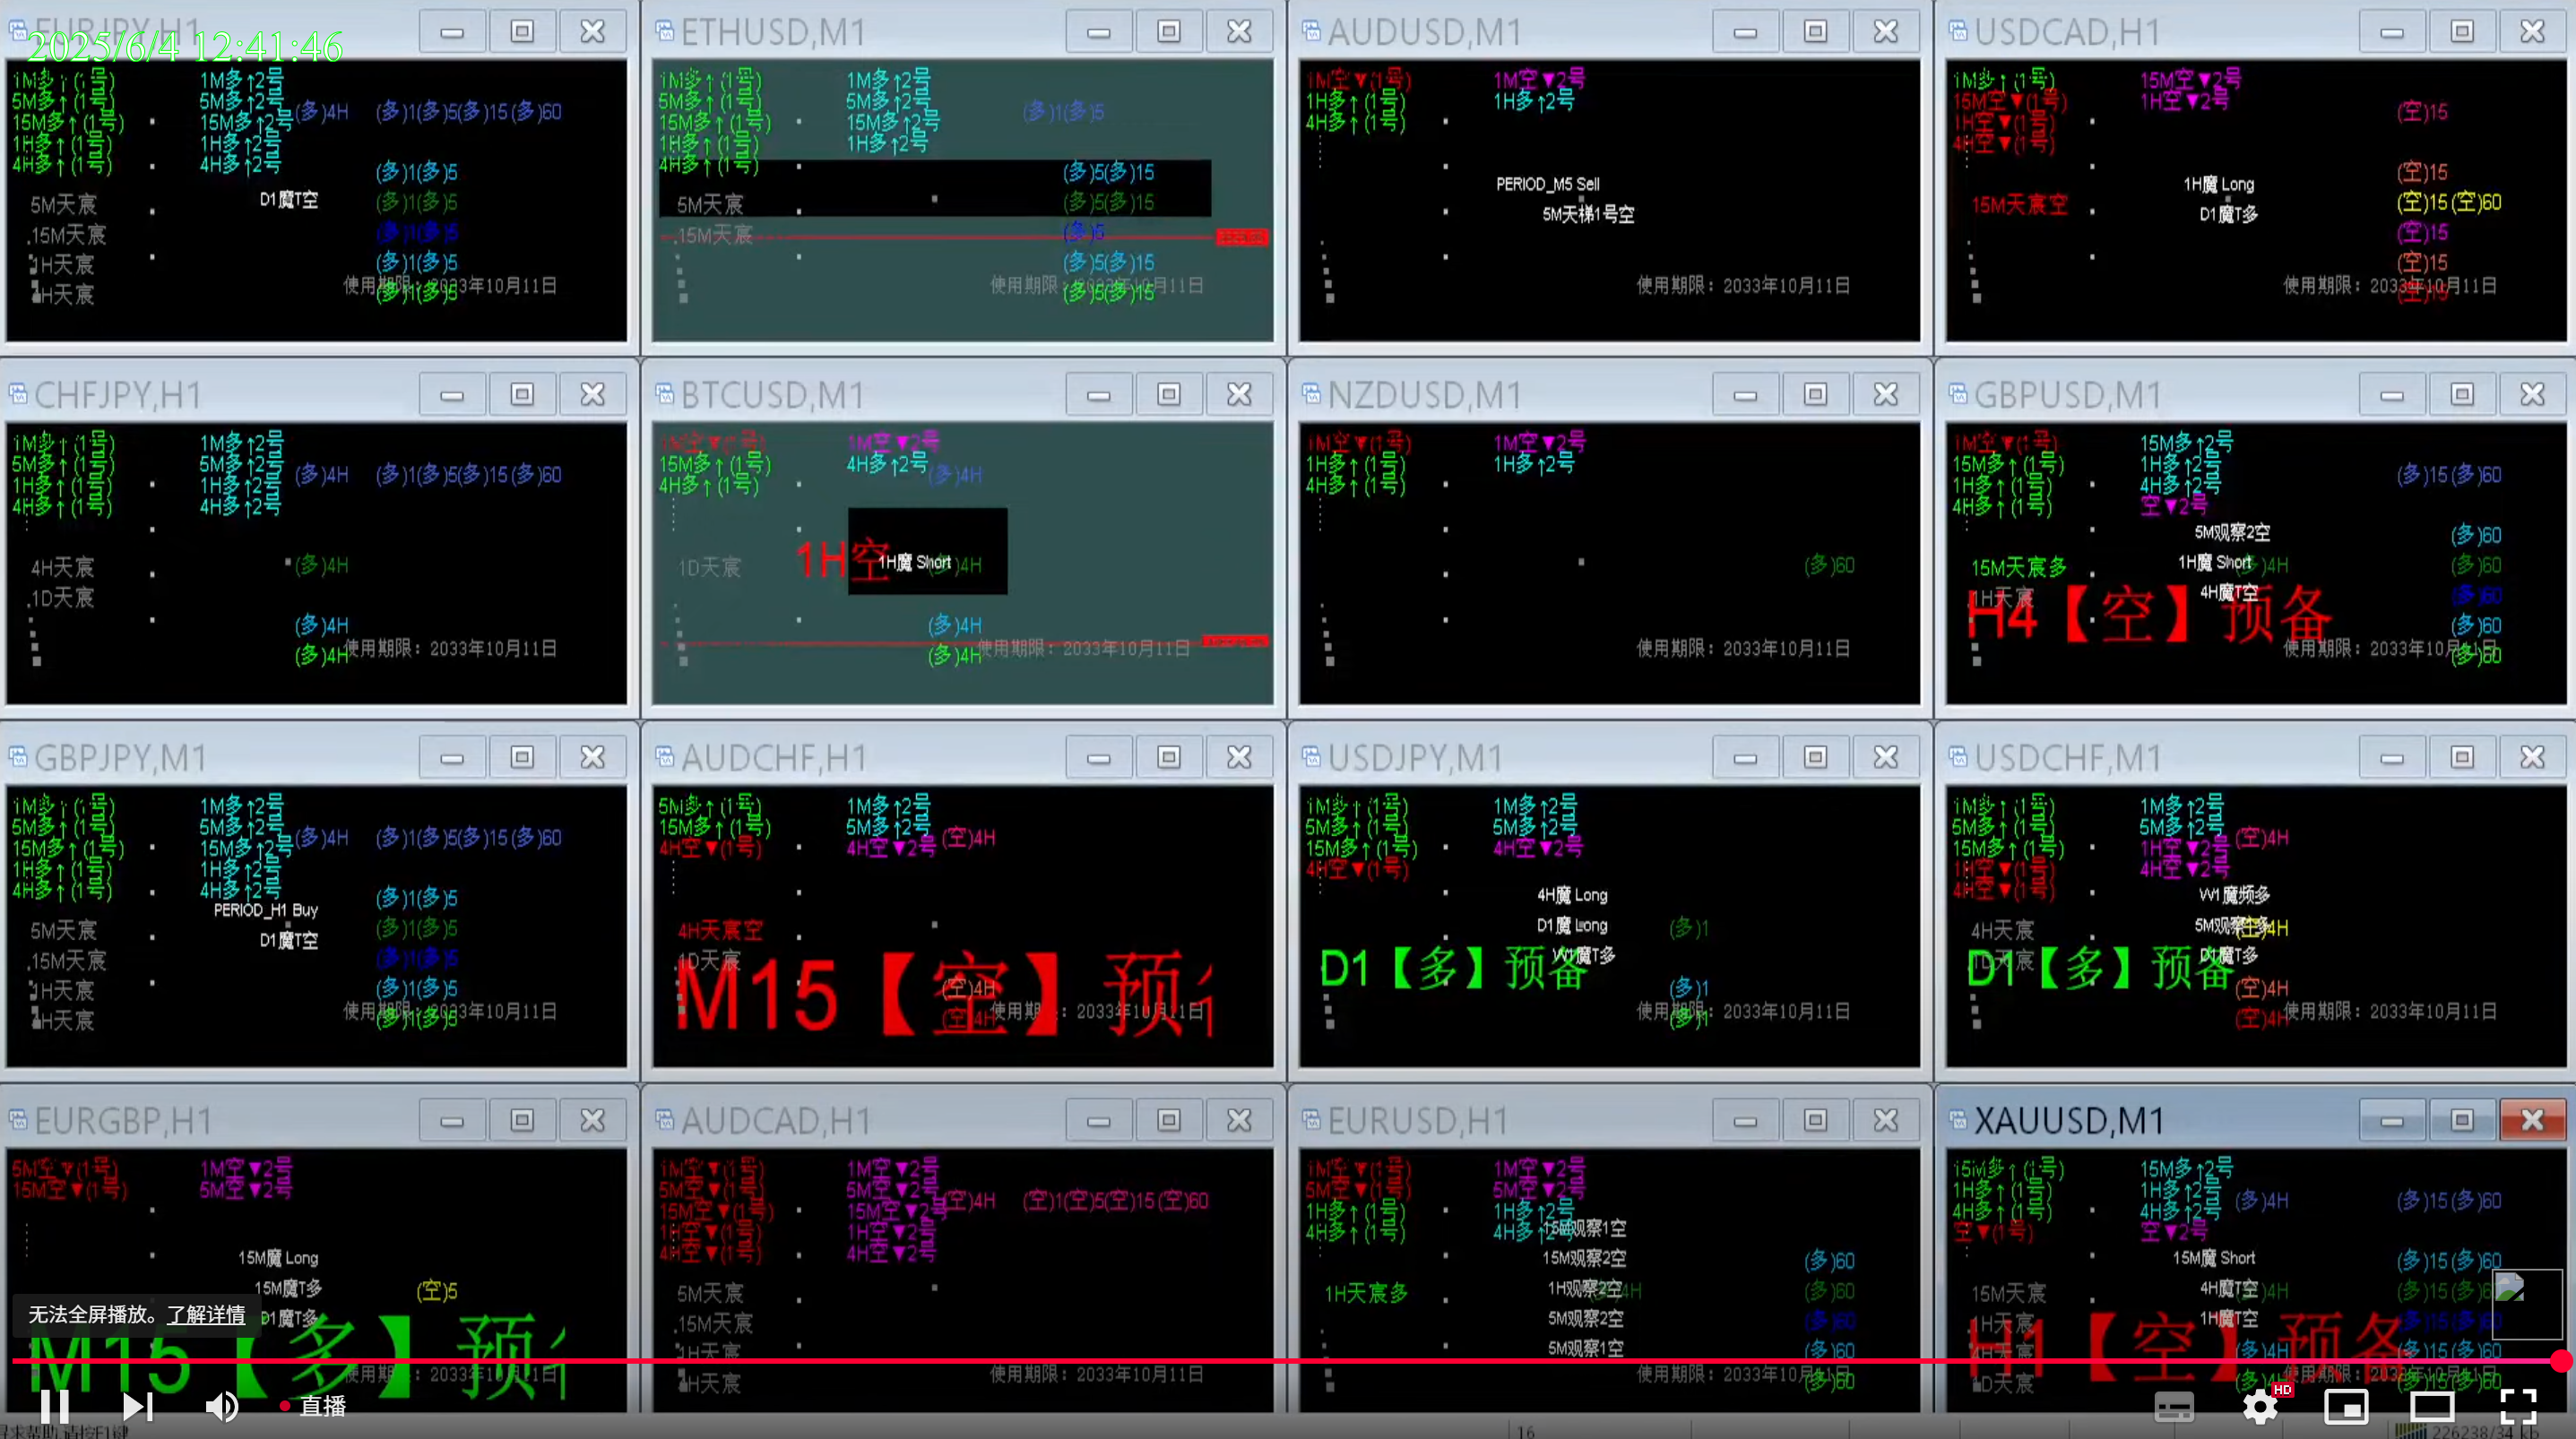 EURJPY,H1
2025/6/4 12:41:46
1M多↑(1号)
5M多↑(1号)
15M多↑(1号)
1H多↑(1号)
4H多↑(1号)
1M多↑2号
5M多↑2号
15M多↑2号
1H多↑2号
4H多↑2号
(多)4H
(多)1(多)5(多)15(多)60
(多)1(多)5
D1魔T空
(多)1(多)5
(多)1(多)5
(多)1(多)5
(多)1(多)5
5M天宸
15M天宸
1H天宸
4H天宸
使用期限：2033年10月11日
ETHUSD,M1
1M多↑(1号)
5M多↑(1号)
15M多↑(1号)
1H多↑(1号)
4H多↑(1号)
1M多↑2号
5M多↑2号
15M多↑2号
1H多↑2号
(多)1(多)5
(多)5(多)15
(多)5(多)15
(多)5
(多)5(多)15
(多)5(多)15
5M天宸
15M天宸
使用期限：2033年10月11日
AUDUSD,M1
1M空▼(1号)
1H多↑(1号)
4H多↑(1号)
1M空▼2号
1H多↑2号
PERIOD_M5 Sell
5M天梯1号空
使用期限：2033年10月11日
USDCAD,H1
1M多↑(1号)
15M空▼(1号)
1H空▼(1号)
4H空▼(1号)
15M空▼2号
1H空▼2号
(空)15
(空)15
1H魔 Long
(空)15(空)60
15M天宸空
D1魔T多
(空)15
(空)15
(空)15
使用期限：2033年10月11日
CHFJPY,H1
1M多↑(1号)
5M多↑(1号)
1H多↑(1号)
4H多↑(1号)
1M多↑2号
5M多↑2号
1H多↑2号
4H多↑2号
(多)4H
(多)1(多)5(多)15(多)60
4H天宸
(多)4H
1D天宸
(多)4H
(多)4H
使用期限：2033年10月11日
BTCUSD,M1
1M空▼(1号)
15M多↑(1号)
4H多↑(1号)
1M空▼2号
4H多↑2号
(多)4H
1D天宸
1H空
1H魔 Short
(多)4H
(多)4H
(多)4H
使用期限：2033年10月11日
NZDUSD,M1
1M空▼(1号)
1H多↑(1号)
4H多↑(1号)
1M空▼2号
1H多↑2号
(多)60
使用期限：2033年10月11日
GBPUSD,M1
1M空▼(1号)
15M多↑(1号)
1H多↑(1号)
4H多↑(1号)
15M多↑2号
1H多↑2号
4H多↑2号
空▼2号
(多)15(多)60
5M观察2空
(多)60
1H魔 Short
(多)4H
(多)60
15M天宸多
4H魔T空
(多)60
1H天宸
H4【空】预备
(多)60
(多)60
使用期限：2033年10月11日
GBPJPY,M1
1M多↑(1号)
5M多↑(1号)
15M多↑(1号)
1H多↑(1号)
4H多↑(1号)
1M多↑2号
5M多↑2号
15M多↑2号
1H多↑2号
4H多↑2号
(多)4H
(多)1(多)5(多)15(多)60
(多)1(多)5
PERIOD_H1 Buy
(多)1(多)5
D1魔T空
(多)1(多)5
(多)1(多)5
(多)1(多)5
5M天宸
15M天宸
1H天宸
4H天宸
使用期限：2033年10月11日
AUDCHF,H1
5M多↑(1号)
15M多↑(1号)
4H空▼(1号)
1M多↑2号
5M多↑2号
4H空▼2号
(空)4H
4H天宸空
1D天宸
M15【空】预
(空)4H
(空)4H
使用期限：2033年10月11日
USDJPY,M1
1M多↑(1号)
5M多↑(1号)
15M多↑(1号)
4H空▼(1号)
1M多↑2号
5M多↑2号
4H空▼2号
4H魔 Long
D1魔 Long
(多)1
W1魔T多
D1【多】预备
(多)1
(多)1
使用期限：2033年10月11日
USDCHF,M1
1M多↑(1号)
5M多↑(1号)
15M多↑(1号)
1H空▼(1号)
4H空▼(1号)
1M多↑2号
5M多↑2号
1H空▼2号
4H空▼2号
(空)4H
W1魔频多
5M观察多
(空)4H
4H天宸
D1魔T多
1D天宸
D1【多】预备
(空)4H
(空)4H
使用期限：2033年10月11日
EURGBP,H1
5M空▼(1号)
15M空▼(1号)
1M空▼2号
5M空▼2号
15M魔 Long
15M魔T多
(空)5
D1魔T多
无法全屏播放。了解详情
M15【多】预
使用期限：2033年10月11日
AUDCAD,H1
1M空▼(1号)
5M空▼(1号)
15M空▼(1号)
1H空▼(1号)
4H空▼(1号)
1M空▼2号
5M空▼2号
15M空▼2号
1H空▼2号
4H空▼2号
(空)4H
(空)1(空)5(空)15(空)60
5M天宸
15M天宸
1H天宸
4H天宸
使用期限：2033年10月11日
EURUSD,H1
1M空▼(1号)
5M空▼(1号)
1H多↑(1号)
4H多↑(1号)
1M空▼2号
5M空▼2号
1H多↑2号
4H多↑2号
15M观察1空
15M观察2空
(多)60
1H天宸多
1H观察2空
(多)60
5M观察2空
(多)60
5M观察1空
(多)60
(多)60
使用期限：2033年10月11日
XAUUSD,M1
15M多↑(1号)
1H多↑(1号)
4H多↑(1号)
空▼(1号)
15M多↑2号
1H多↑2号
4H多↑2号
空▼2号
(多)4H
(多)15(多)60
15M魔 Short
(多)15(多)60
15M天宸
4H魔T空
(多)4H
1H天宸
1H魔T空
(多)15(多)60
H1【空】预备
4H天宸
(多)4H
(多)15(多)60
1D天宸
(多)15(多)60
使用期限：2033年10月11日
直播
HD
16
226238/34 kb